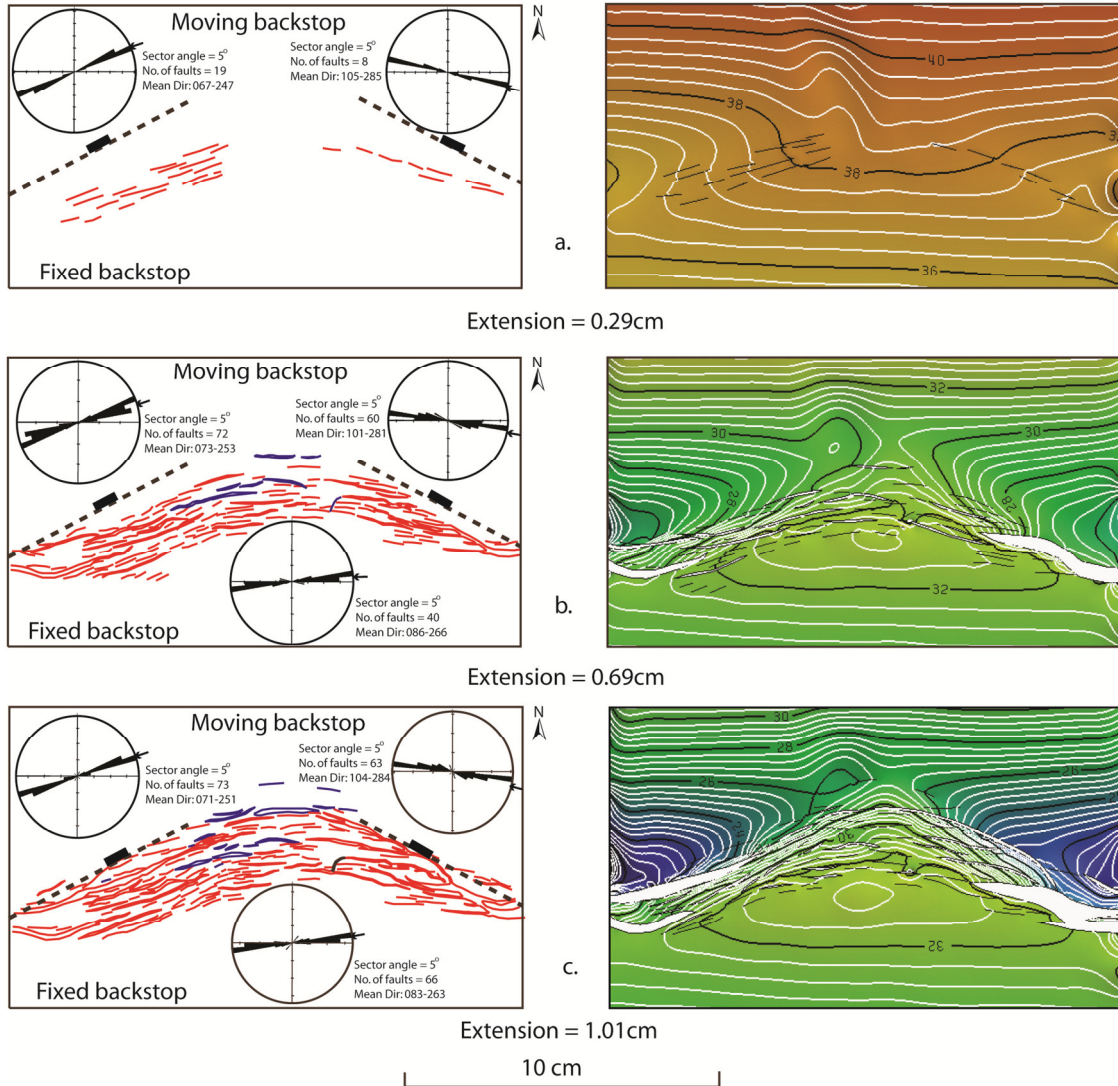 Moving backstop
N
Sector angle = 5°
No. of faults = 19
Mean Dir: 067-247
Sector angle = 5°
No. of faults = 8
Mean Dir: 105-285
Fixed backstop
a.
40
38
38
36
Extension = 0.29cm
Moving backstop
N
Sector angle = 5°
No. of faults = 72
Mean Dir: 073-253
Sector angle = 5°
No. of faults = 60
Mean Dir: 101-281
Sector angle = 5°
No. of faults = 40
Mean Dir: 086-266
Fixed backstop
b.
32
30
30
28
28
32
Extension = 0.69cm
Moving backstop
N
Sector angle = 5°
No. of faults = 73
Mean Dir: 071-251
Sector angle = 5°
No. of faults = 63
Mean Dir: 104-284
Sector angle = 5°
No. of faults = 66
Mean Dir: 083-263
Fixed backstop
c.
30
28
26
26
24
30
32
Extension = 1.01cm
10 cm